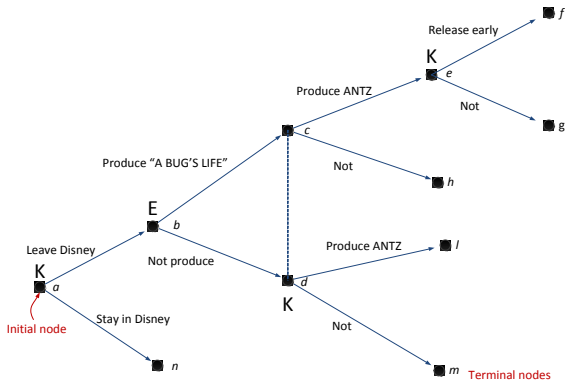 f
Release early
K
e
Produce ANTZ
Not
g
c
Produce "A BUG'S LIFE"
Not
h
E
b
Leave Disney
Produce ANTZ
l
Not produce
K
a
d
K
Stay in Disney
Not
Initial node
n
m
Terminal nodes